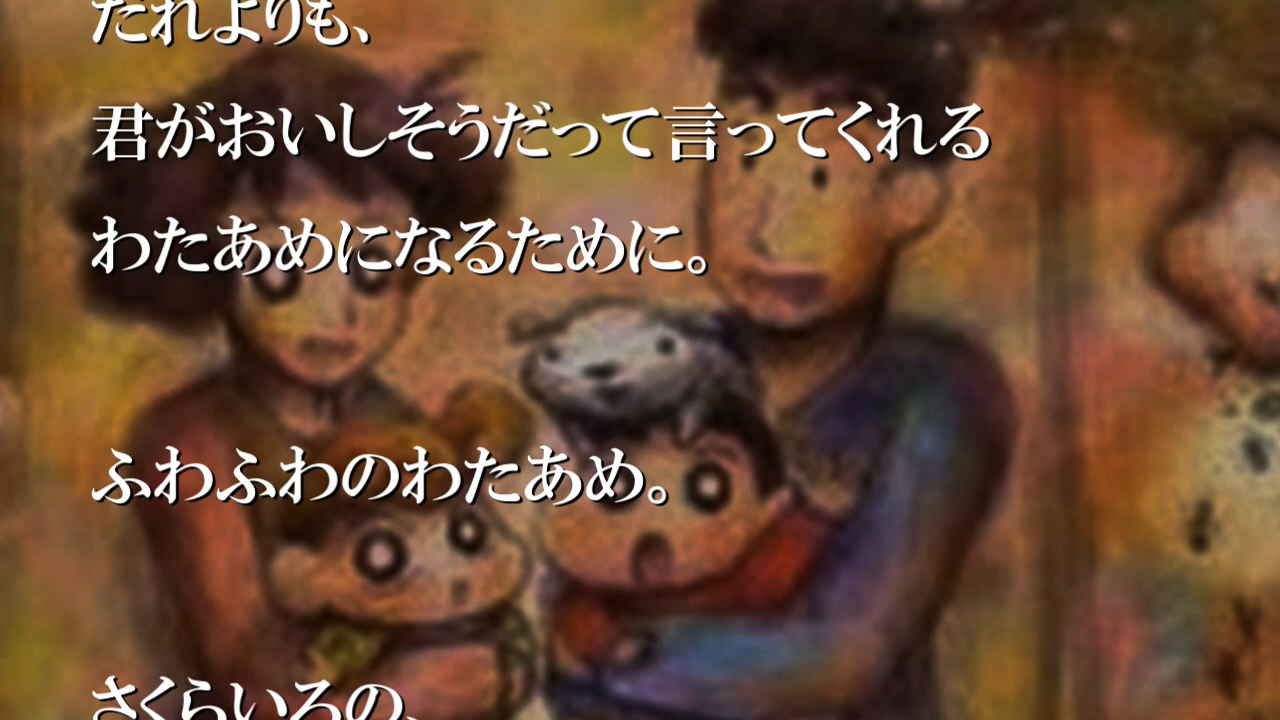 だれよりも、
君がおいしそうだって言ってくれる
わたあめになるために。
ふわふわのわたあめ。
さくらいろの、